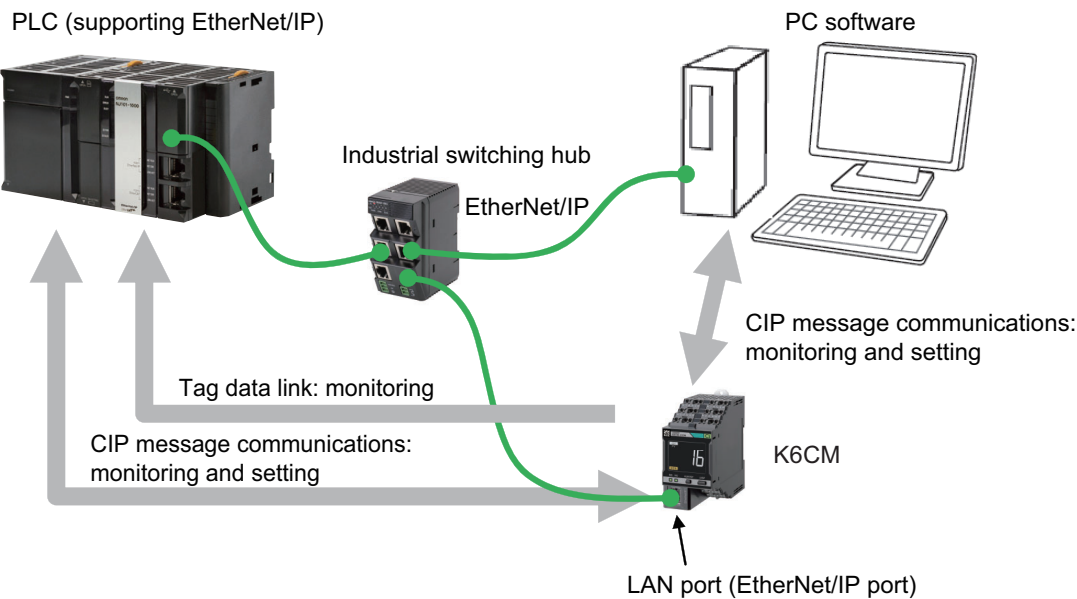 PLC (supporting EtherNet/IP)
PC software
Industrial switching hub
EtherNet/IP
CIP message communications:
monitoring and setting
Tag data link: monitoring
CIP message communications:
monitoring and setting
K6CM
16
LAN port (EtherNet/IP port)